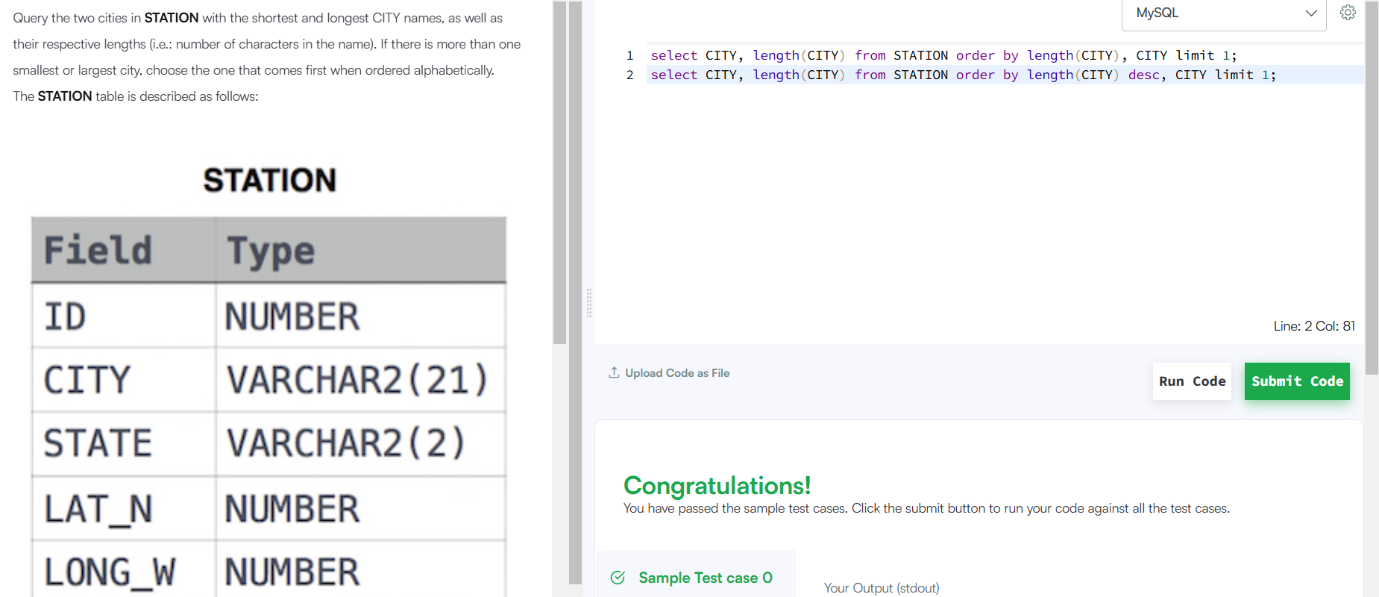 Query the two cities in STATION with the shortest and longest CITY names, as well as
their respective lengths (i.e.: number of characters in the name). If there is more than one
smallest or largest city, choose the one that comes first when ordered alphabetically.
The STATION table is described as follows:
STATION
Field Type
ID NUMBER
CITY VARCHAR2(21)
STATE VARCHAR2(2)
LAT_N NUMBER
LONG_W NUMBER
MySQL
1 select CITY, length(CITY) from STATION order by length(CITY), CITY limit 1;
2 select CITY, length(CITY) from STATION order by length(CITY) desc, CITY limit 1;
Line: 2 Col: 81
Upload Code as File
Run Code
Submit Code
Congratulations!
You have passed the sample test cases. Click the submit button to run your code against all the test cases.
Sample Test case 0
Your Output (stdout)